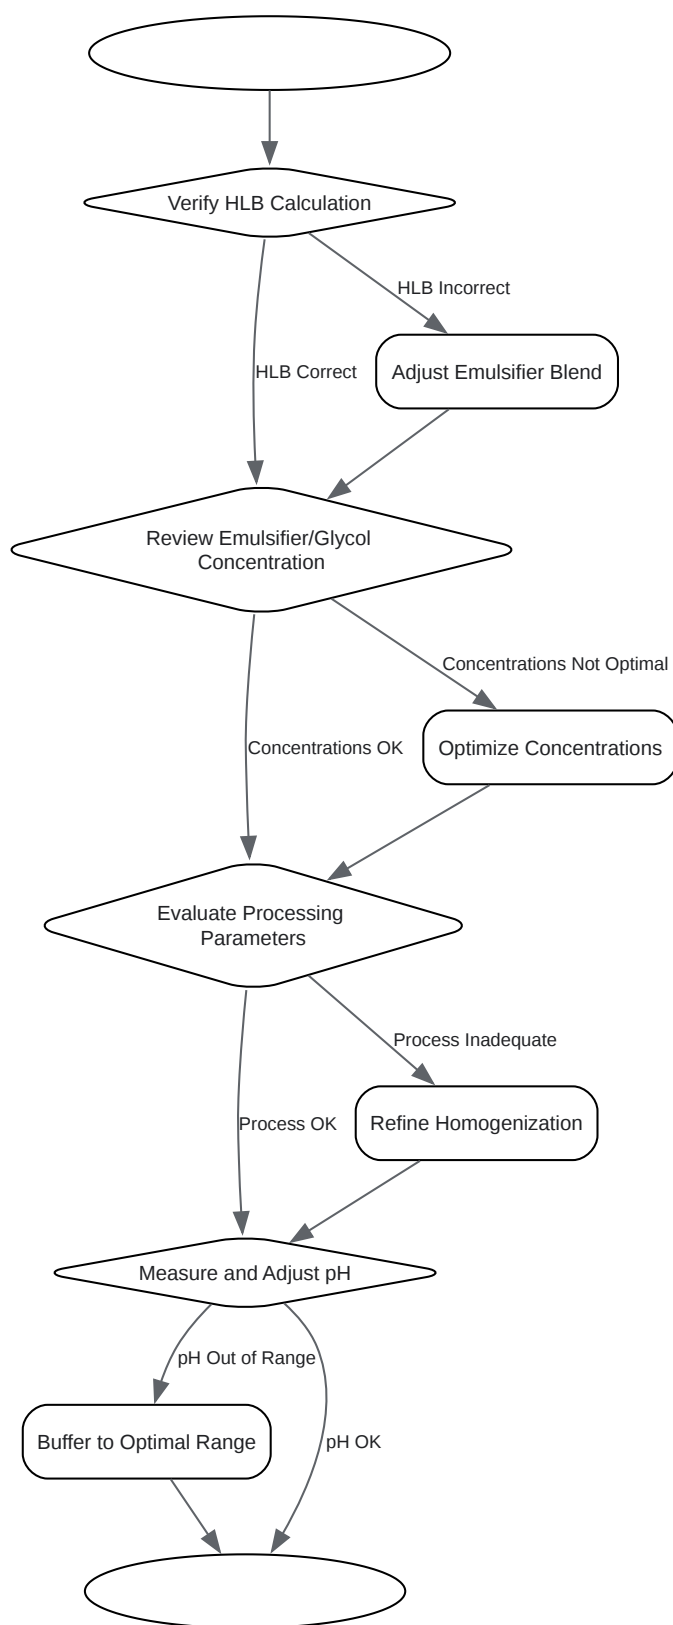 Verify HLB Calculation
HLB Incorrect
HLB Correct
Adjust Emulsifier Blend
Review Emulsifier/Glycol
Concentration
Concentrations Not Optimal
Concentrations OK
Optimize Concentrations
Evaluate Processing
Parameters
Process Inadequate
Process OK
Refine Homogenization
Measure and Adjust pH
pH Out of Range
Buffer to Optimal Range
pH OK